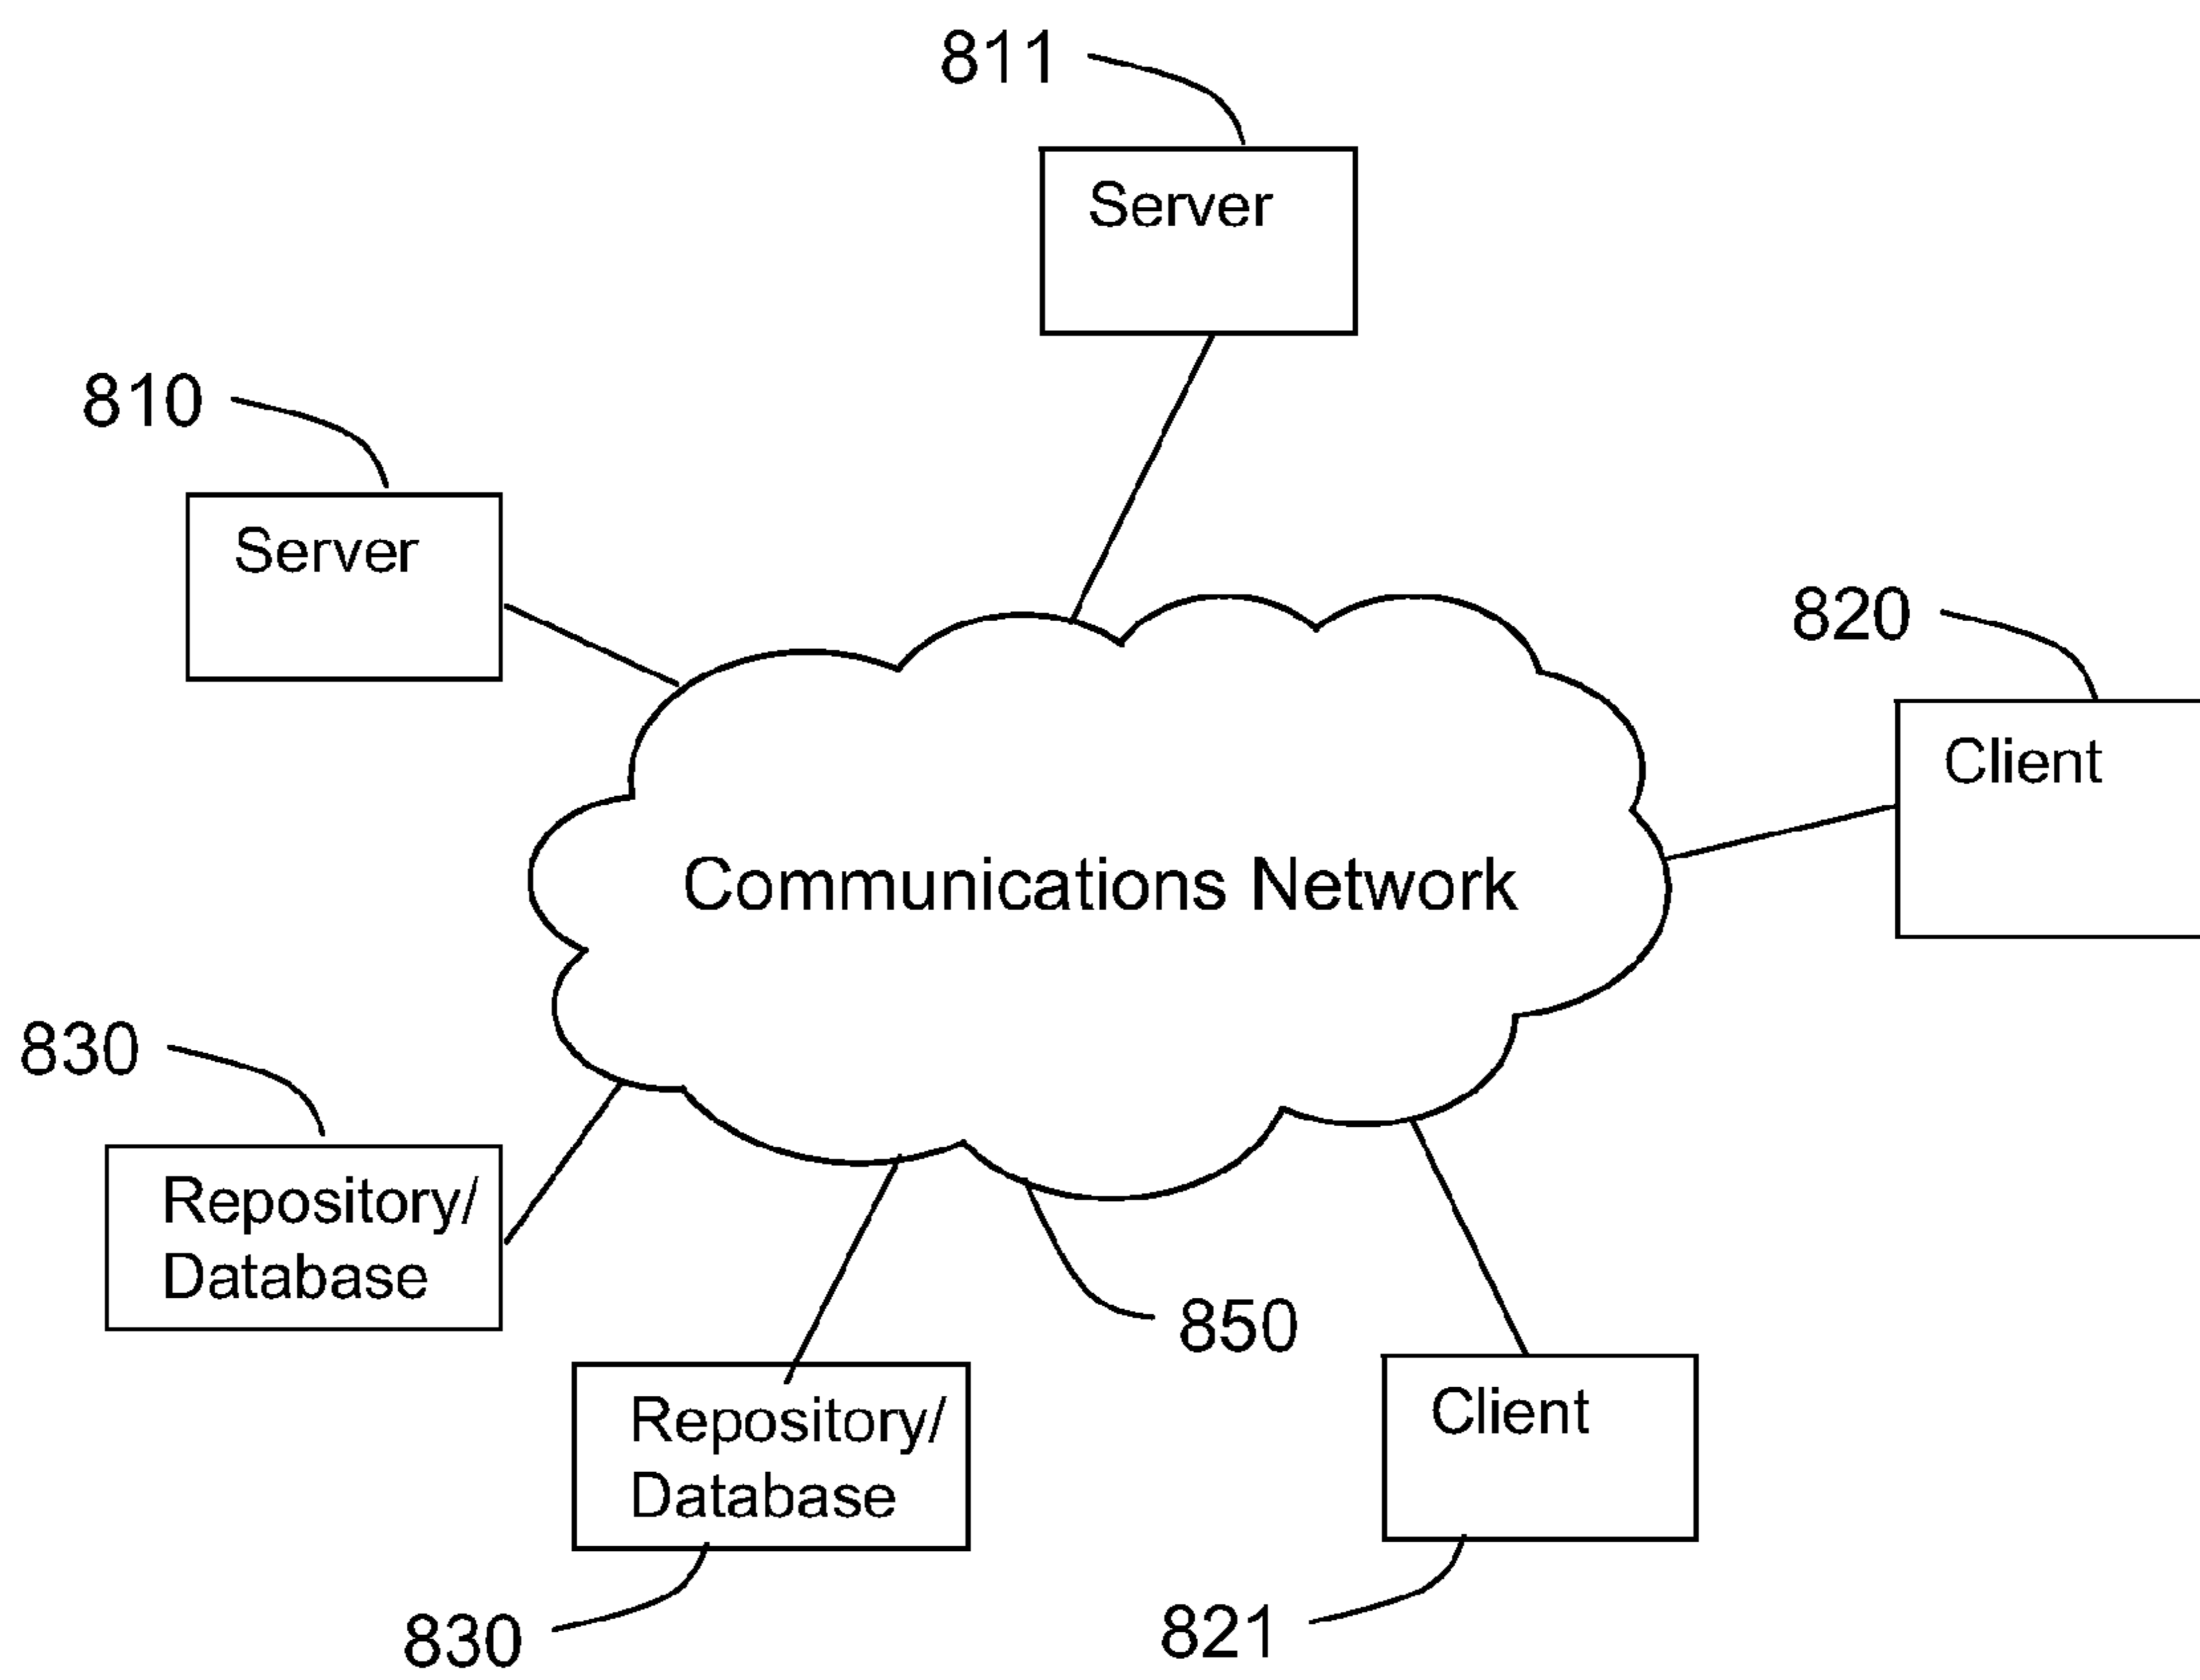 811
Server
810
Server
820
Client
Communications Network
830
Repository/
Database
850
Repository/
Database
Client
830
821